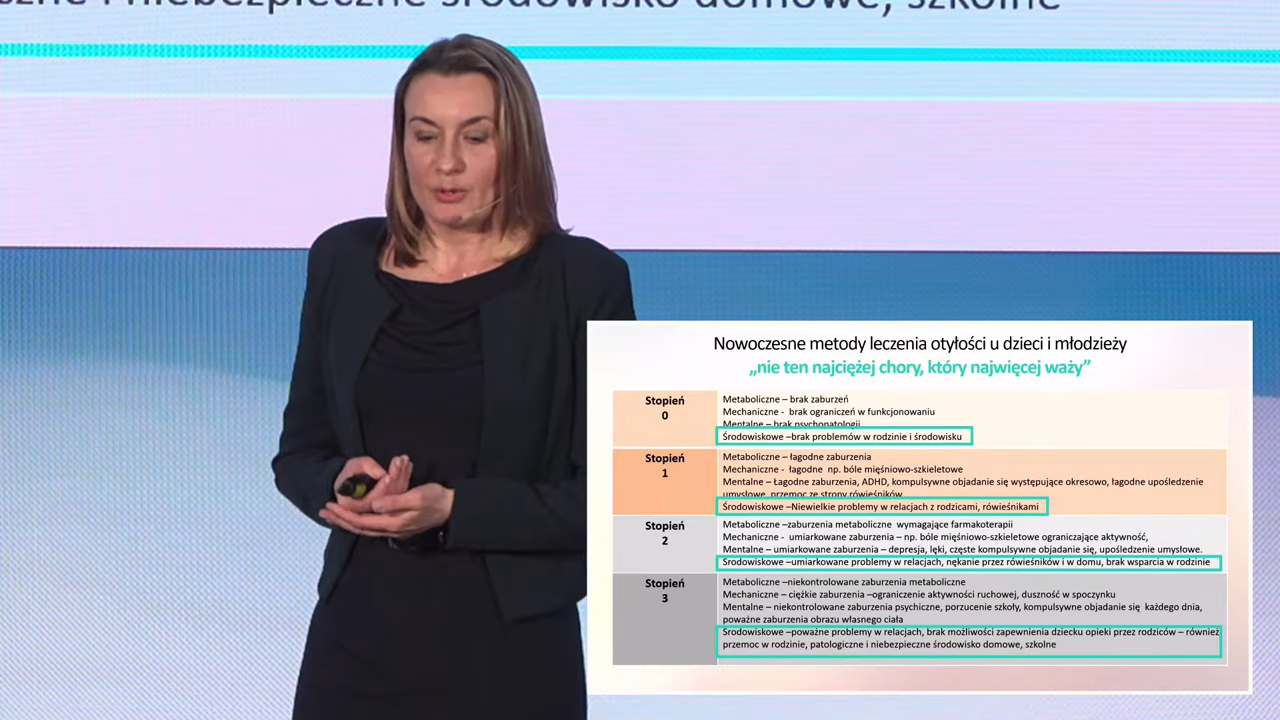 czne i niebezpieczne środowisko domowe, szkolne
Nowoczesne metody leczenia otyłości u dzieci i młodzieży
„nie ten najciężej chory, który najwięcej waży”
Stopień
0
Metaboliczne – brak zaburzeń
Mechaniczne - brak ograniczeń w funkcjonowaniu
Mentalne – brak psychopatologii
Środowiskowe –brak problemów w rodzinie i środowisku
Stopień
1
Metaboliczne – łagodne zaburzenia
Mechaniczne - łagodne np. bóle mięśniowo-szkieletowe
Mentalne – Łagodne zaburzenia, ADHD, kompulsywne objadanie się występujące okresowo, łagodne upośledzenie
umysłowe, przemoc ze strony rówieśników
Środowiskowe –Niewielkie problemy w relacjach z rodzicami, rówieśnikami
Stopień
2
Metaboliczne –zaburzenia metaboliczne wymagające farmakoterapii
Mechaniczne - umiarkowane zaburzenia – np. bóle mięśniowo-szkieletowe ograniczające aktywność,
Mentalne – umiarkowane zaburzenia – depresja, lęki, częste kompulsywne objadanie się, upośledzenie umysłowe.
Środowiskowe –umiarkowane problemy w relacjach, nękanie przez rówieśników i w domu, brak wsparcia w rodzinie
Stopień
3
Metaboliczne –niekontrolowane zaburzenia metaboliczne
Mechaniczne – ciężkie zaburzenia –ograniczenie aktywności ruchowej, duszność w spoczynku
Mentalne – niekontrolowane zaburzenia psychiczne, porzucenie szkoły, kompulsywne objadanie się każdego dnia,
poważne zaburzenia obrazu własnego ciała
Środowiskowe –poważne problemy w relacjach, brak możliwości zapewnienia dziecku opieki przez rodziców – również
przemoc w rodzinie, patologiczne i niebezpieczne środowisko domowe, szkolne